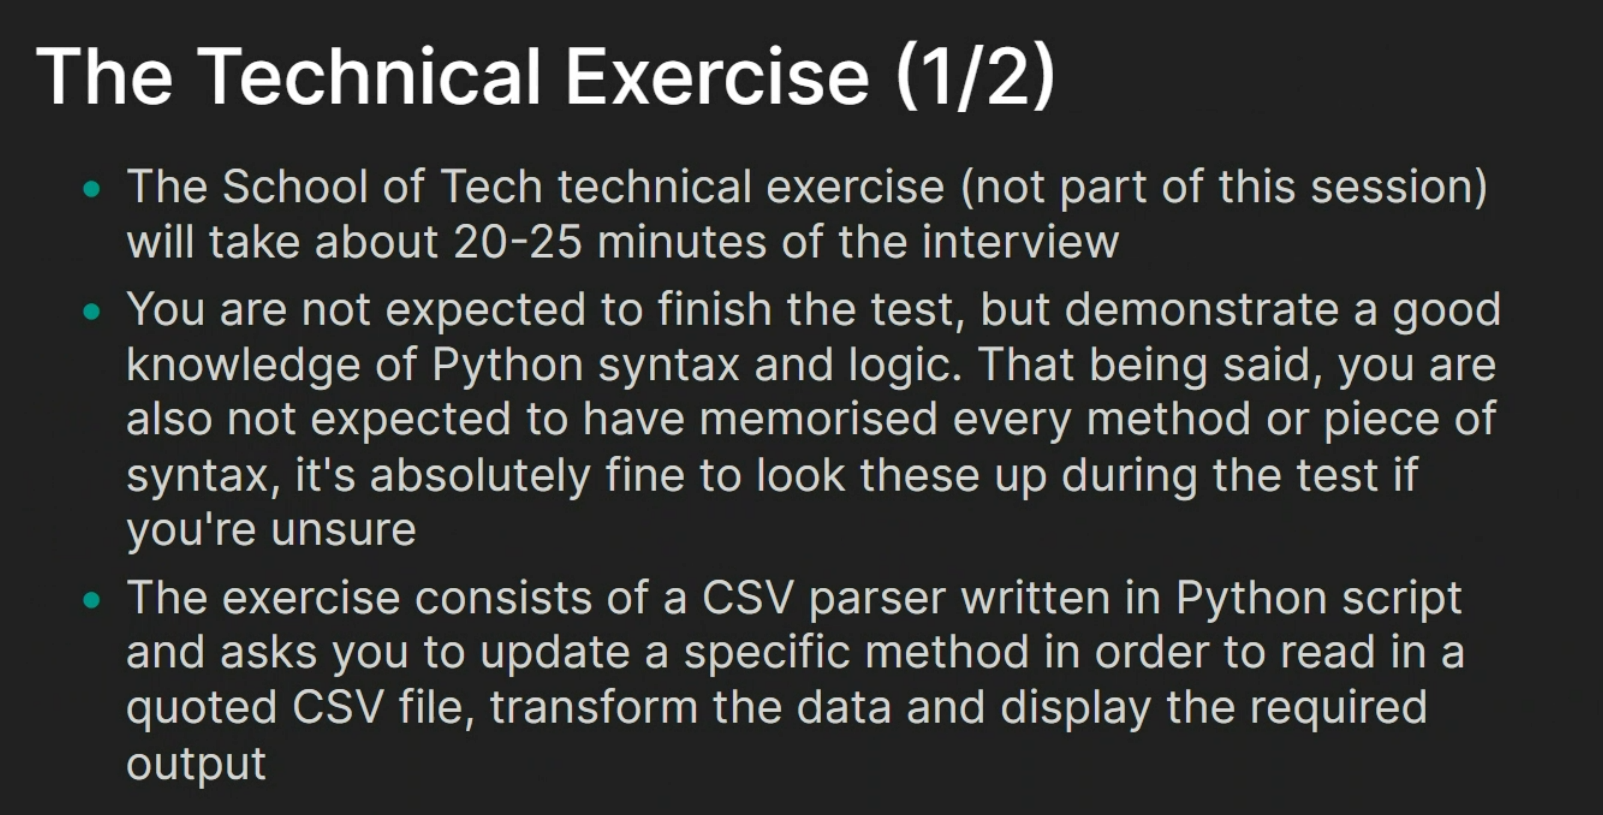 The Technical Exercise (1/2)
The School of Tech technical exercise (not part of this session)
will take about 20-25 minutes of the interview
You are not expected to finish the test, but demonstrate a good
knowledge of Python syntax and logic. That being said, you are
also not expected to have memorised every method or piece of
syntax, it's absolutely fine to look these up during the test if
you're unsure
The exercise consists of a CSV parser written in Python script
and asks you to update a specific method in order to read in a
quoted CSV file, transform the data and display the required
output